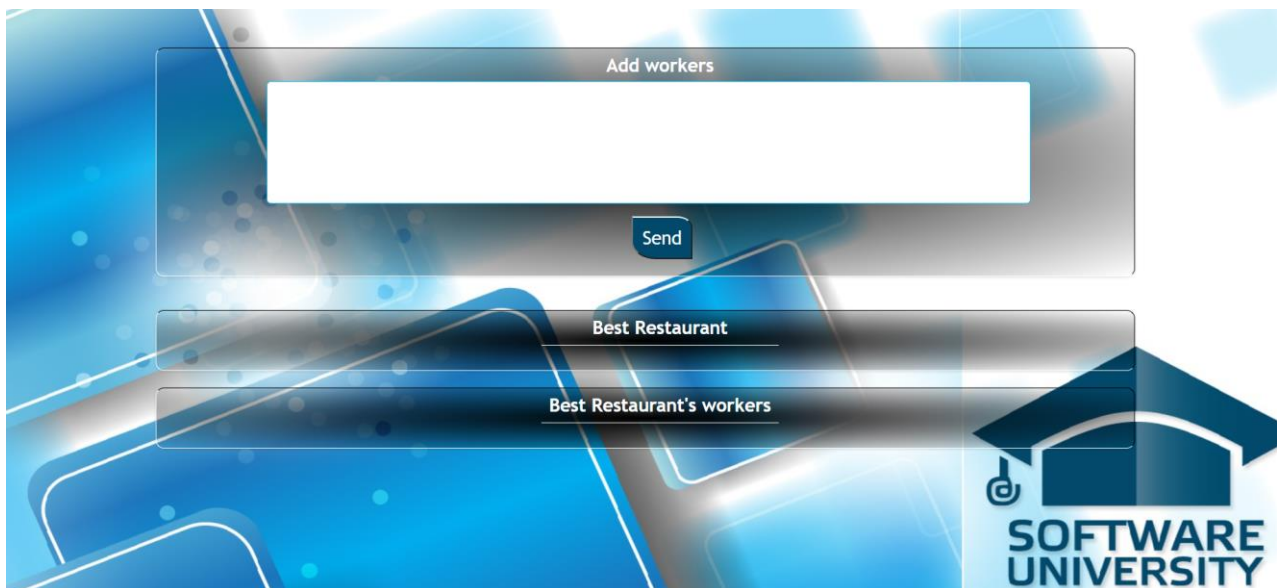 Add workers
Send
Best Restaurant
Best Restaurant's workers
SOFTWARE
UNIVERSITY